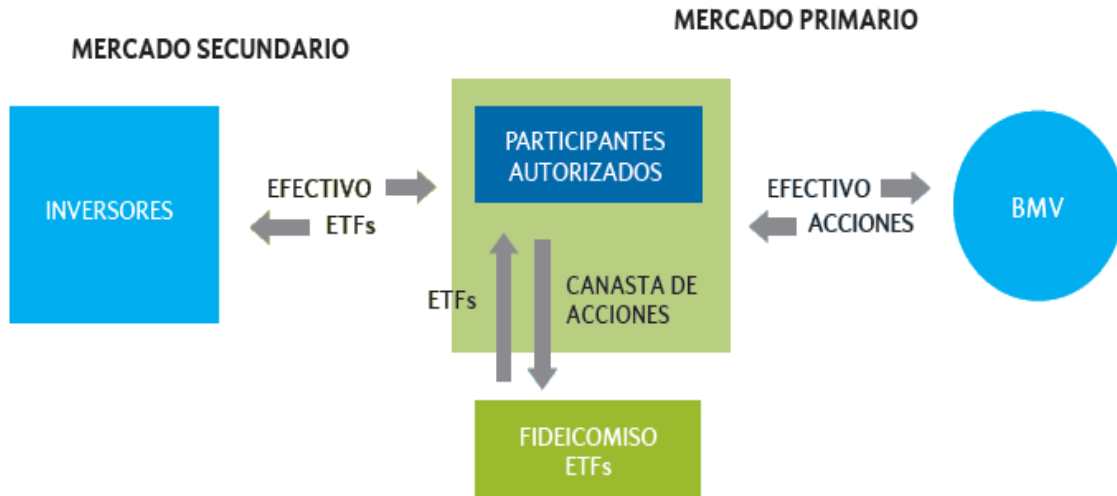 MERCADO SECUNDARIO
MERCADO PRIMARIO
INVERSORES
EFECTIVO
ETFs
PARTICIPANTES
AUTORIZADOS
ETFs
CANASTA DE
ACCIONES
FIDEICOMISO
ETFs
EFECTIVO
ACCIONES
BMV